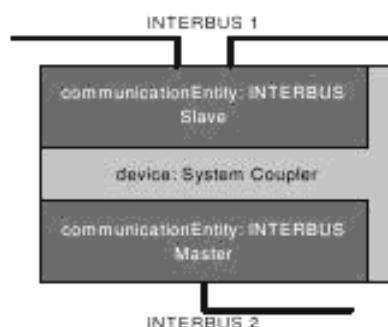 INTERBUS 1
communicationEntity: INTERBUS
Slave
device: System Coupler
communicationEntity: INTERBUS
Master
INTERBUS 2